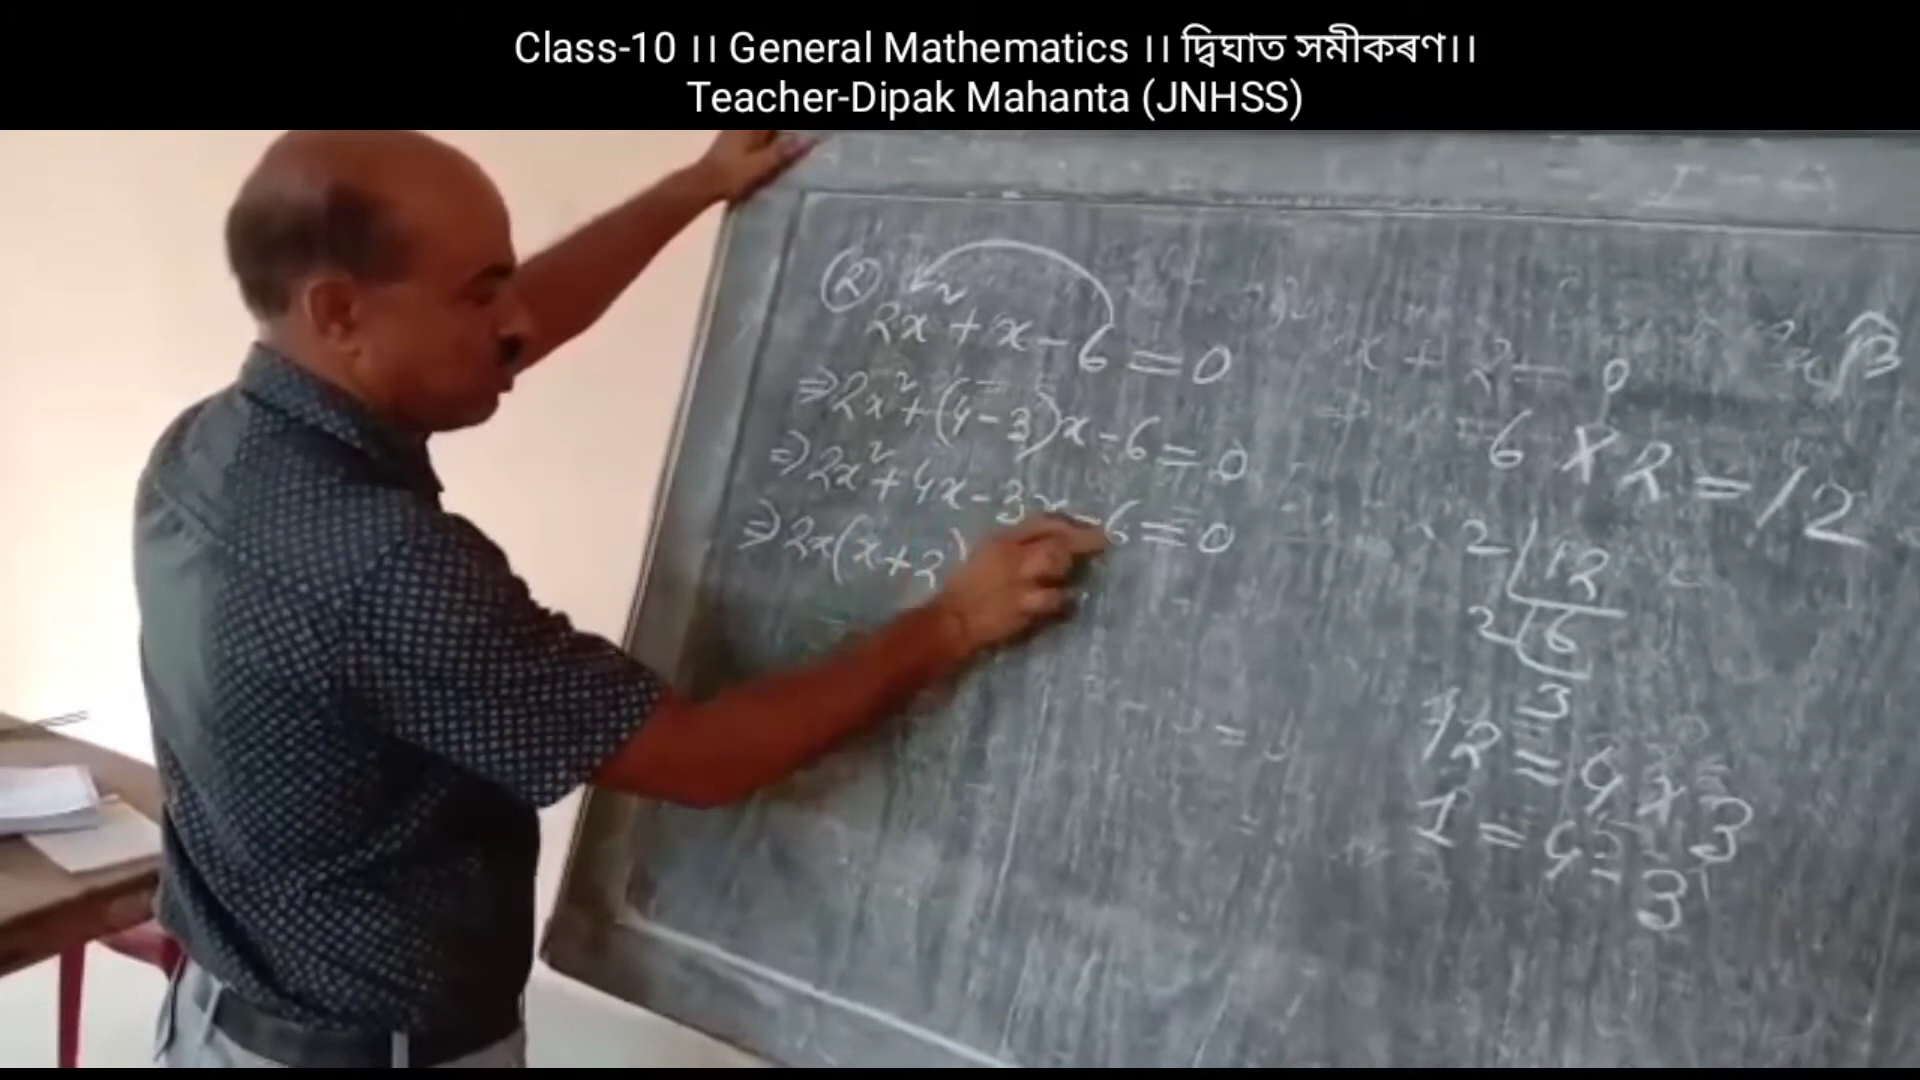 Class-10 ।। General Mathematics ।। দ্বিঘাত সমীকৰণ।।
Teacher-Dipak Mahanta (JNHSS)
② 2x² + x - 6 = 0
⇒ 2x² + (4 - 3)x - 6 = 0
⇒ 2x² + 4x - 3x - 6 = 0
⇒ 2x(x + 2)
x + 2 = 0
6 × 2 = 12
2 | 12
2 | 6
3
12 = 4 × 3
1 = 4 - 3